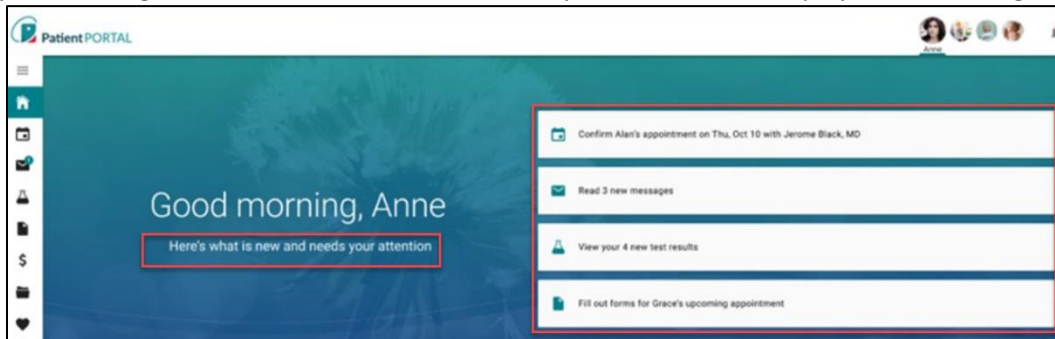 Patient PORTAL
Anne
Good morning, Anne
Here's what is new and needs your attention
Confirm Alan's appointment on Thu, Oct 10 with Jerome Black, MD
Read 3 new messages
View your 4 new test results
Fill out forms for Grace's upcoming appointment